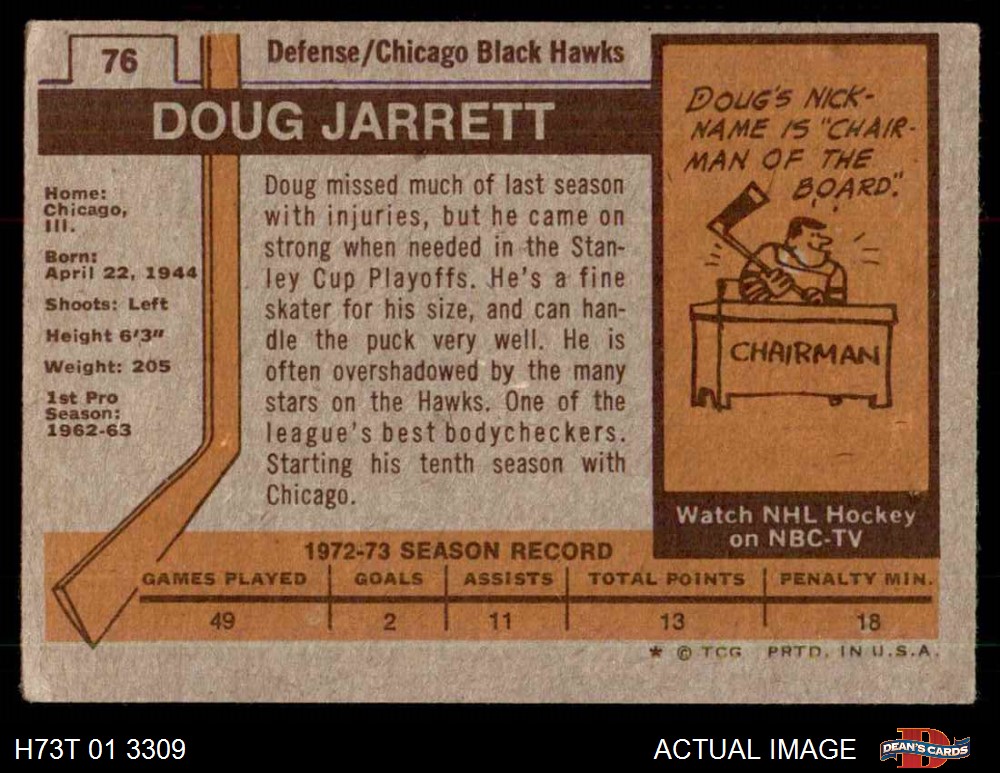 76
Defense/Chicago Black Hawks
DOUG JARRETT
Home:
Chicago,
Ill.
Born:
April 22, 1944
Shoots: Left
Height 6'3"
Weight: 205
1st Pro
Season:
1962-63
Doug missed much of last season
with injuries, but he came on
strong when needed in the Stan-
ley Cup Playoffs. He's a fine
skater for his size, and can han-
dle the puck very well. He is
often overshadowed by the many
stars on the Hawks. One of the
league's best bodycheckers.
Starting his tenth season with
Chicago.
DOUG'S NICK-
NAME IS "CHAIR-
MAN OF THE
BOARD."
CHAIRMAN
Watch NHL Hockey
on NBC-TV
1972-73 SEASON RECORD
GAMES PLAYED GOALS ASSISTS TOTAL POINTS PENALTY MIN.
49 2 11 13 18
* © TCG PRTD. IN U.S.A.
H73T 01 3309
ACTUAL IMAGE
D
DEAN'S CARDS